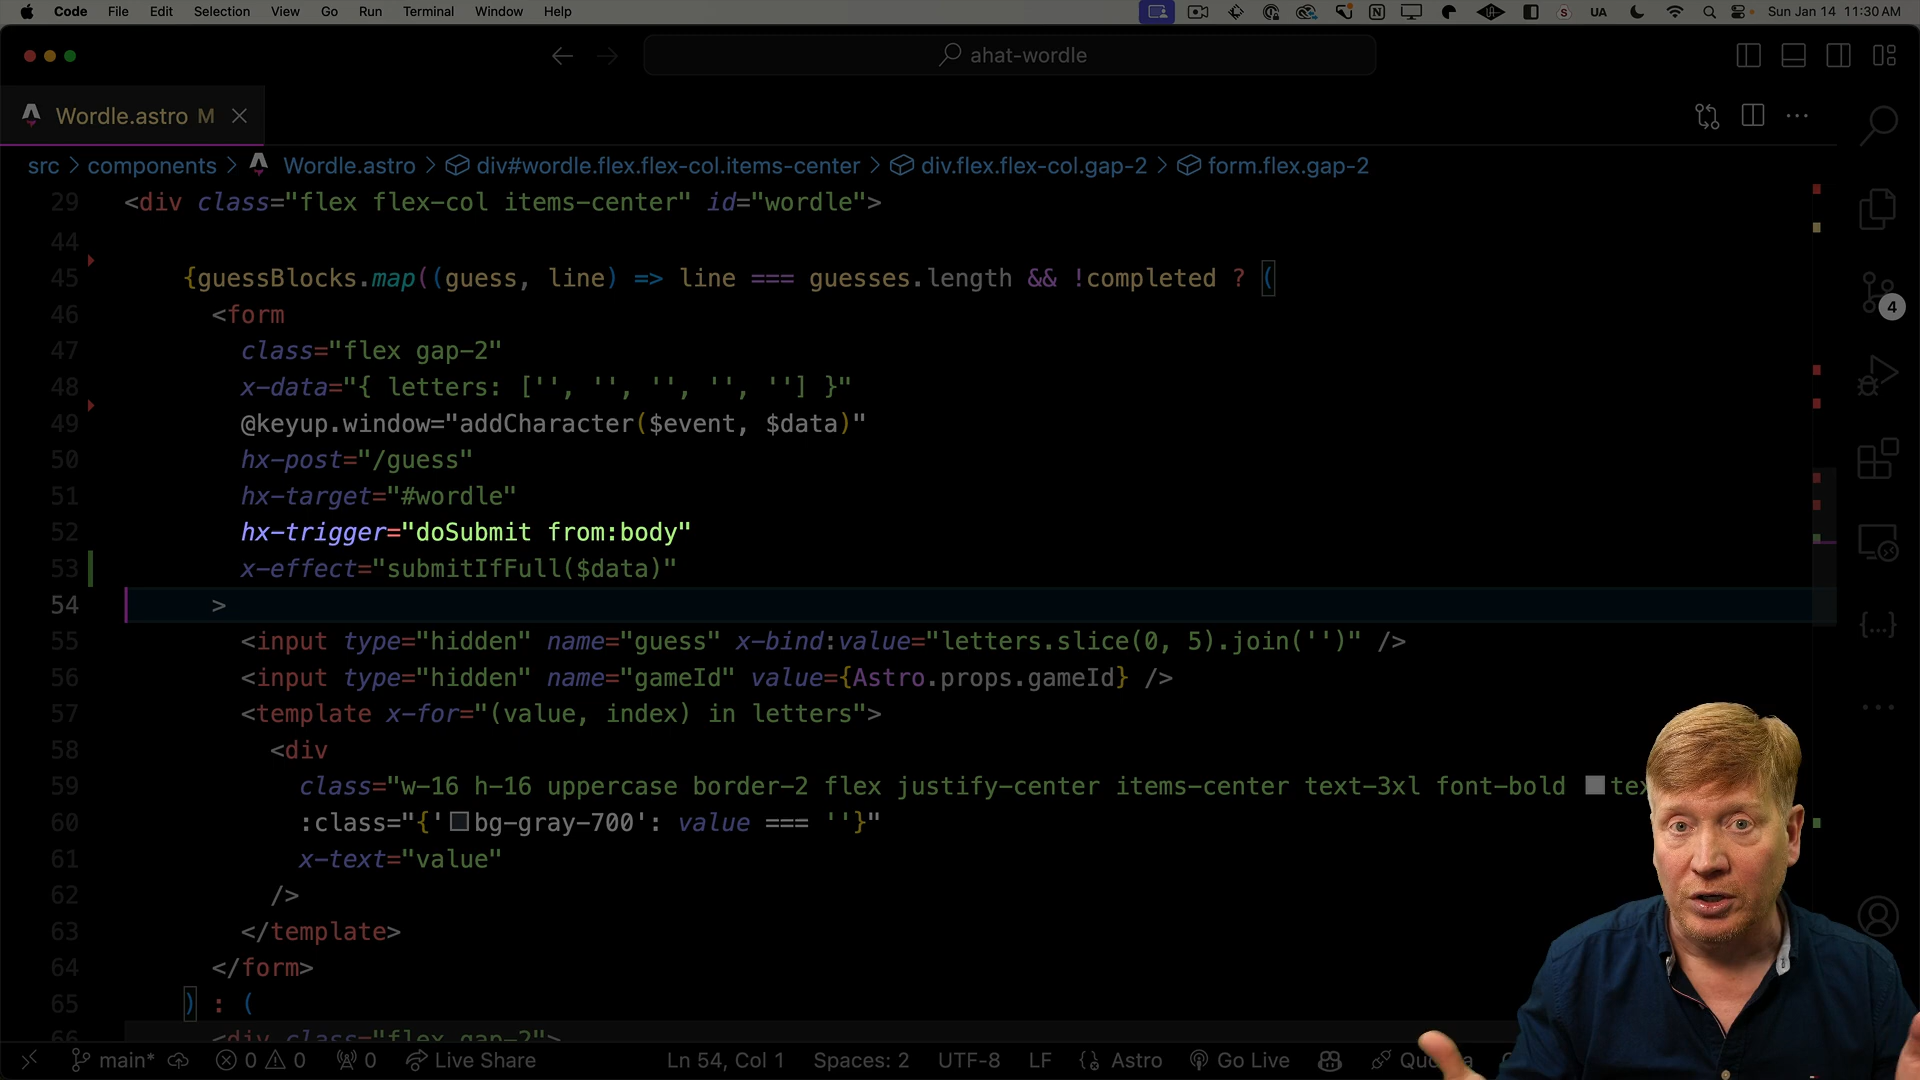 Code File Edit Selection View Go Run Terminal Window Help UA Sun Jan 14 11:30 AM
ahat-wordle
Wordle.astro M
src > components > Wordle.astro > div#wordle.flex.flex-col.items-center > div.flex.flex-col.gap-2 > form.flex.gap-2
29 <div class="flex flex-col items-center" id="wordle">
44
45 {guessBlocks.map((guess, line) => line === guesses.length && !completed ? (
46 <form
47 class="flex gap-2"
48 x-data="{ letters: ['', '', '', '', ''] }"
49 @keyup.window="addCharacter($event, $data)"
50 hx-post="/guess"
51 hx-target="#wordle"
52 hx-trigger="doSubmit from:body"
53 x-effect="submitIfFull($data)"
54 >
55 <input type="hidden" name="guess" x-bind:value="letters.slice(0, 5).join('')" />
56 <input type="hidden" name="gameId" value={Astro.props.gameId} />
57 <template x-for="(value, index) in letters">
58 <div
59 class="w-16 h-16 uppercase border-2 flex justify-center items-center text-3xl font-bold
60 :class="{'bg-gray-700': value === ''}"
61 x-text="value"
62 />
63 </template>
64 </form>
65 ) : (
66 <div class="flex gap-2">
4
main* 0 0 0 Live Share Ln 54, Col 1 Spaces: 2 UTF-8 LF Astro Go Live